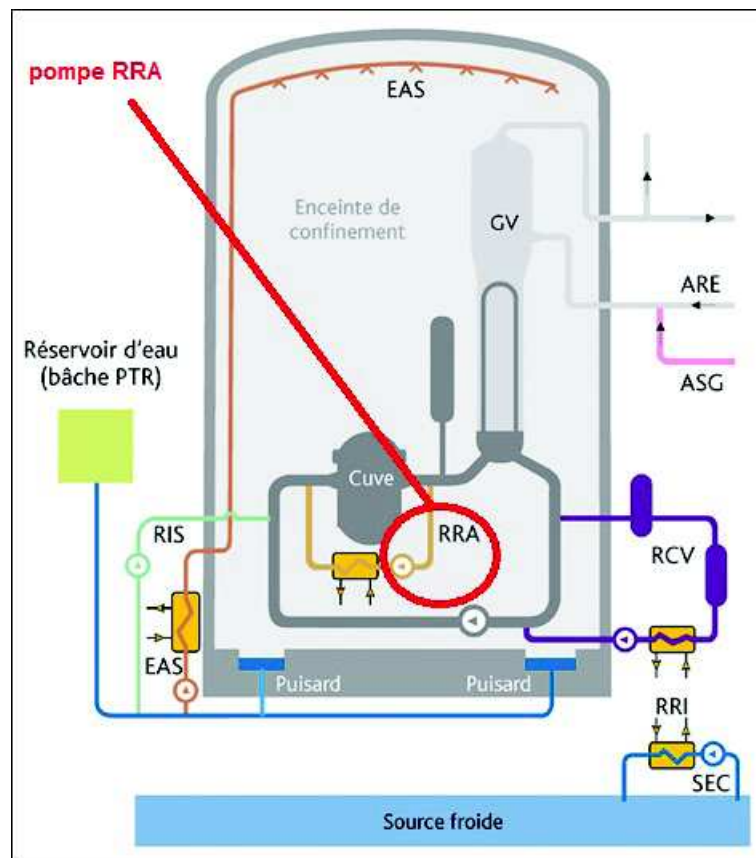 pompe RRA
EAS
Enceinte de
confinement
GV
ARE
ASG
Réservoir d'eau
(bâche PTR)
Cuve
RIS
RRA
RCV
EAS
Puisard
Puisard
RRI
SEC
Source froide